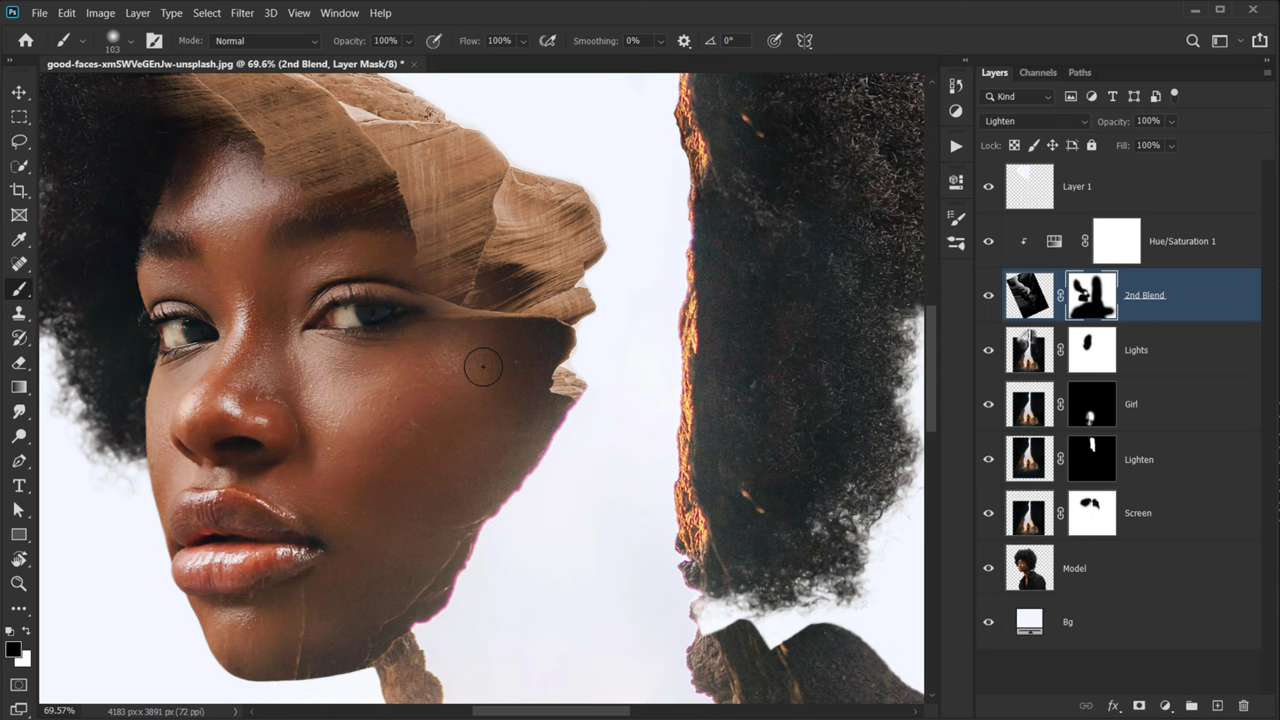 Ps File Edit Image Layer Type Select Filter 3D View Window Help
103 Mode: Normal Opacity: 100% Flow: 100% Smoothing: 0% 0°
good-faces-xmSWVeGEnJw-unsplash.jpg @ 69.6% (2nd Blend, Layer Mask/8) *
Layers Channels Paths
Kind
Lighten Opacity: 100%
Lock: Fill: 100%
Layer 1
Hue/Saturation 1
2nd Blend
Lights
Girl
Lighten
Screen
Model
Bg
69.57% 4183 px x 3891 px (72 ppi)
fx